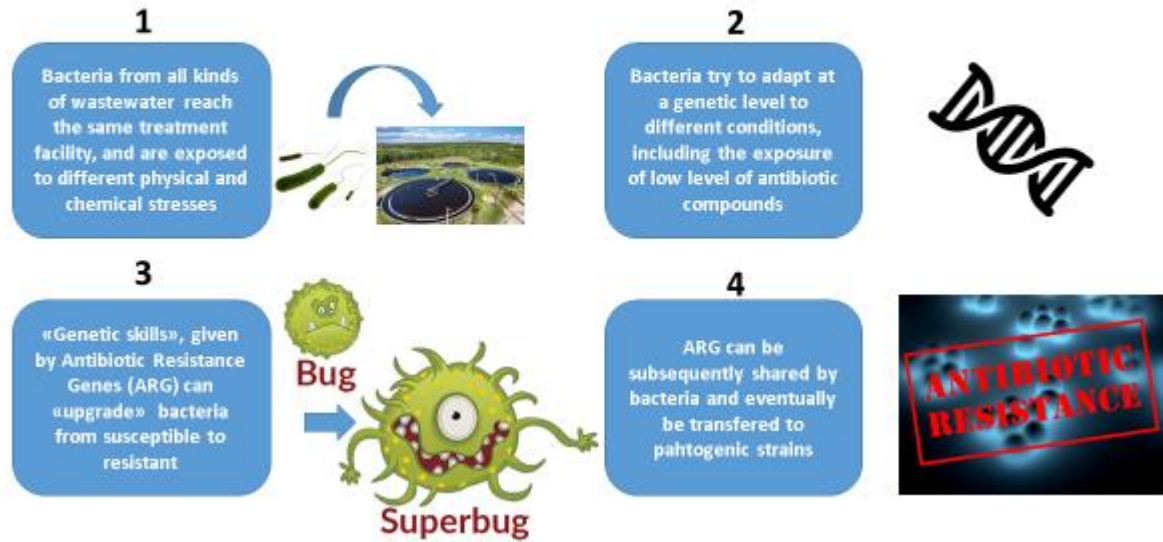 1
Bacteria from all kinds
of wastewater reach
the same treatment
facility, and are exposed
to different physical and
chemical stresses
2
Bacteria try to adapt at
a genetic level to
different conditions,
including the exposure
of low level of antibiotic
compounds
3
«Genetic skills», given
by Antibiotic Resistance
Genes (ARG) can
«upgrade» bacteria
from susceptible to
resistant
Bug
Superbug
4
ARG can be
subsequently shared by
bacteria and eventually
be transfered to
pahtogenic strains
ANTIBIOTIC
RESISTANCE